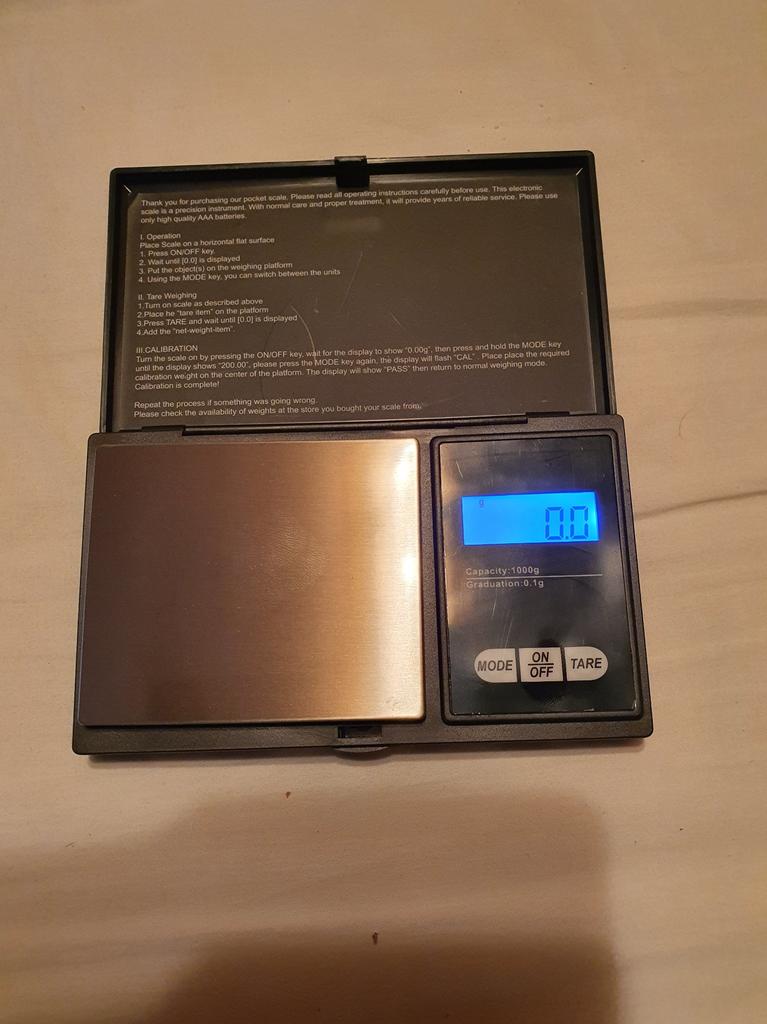 Thank you for purchasing our pocket scale. Please read all operating instructions carefully before use. This electronic
scale is a precision instrument. With normal care and proper treatment, it will provide years of reliable service. Please use
only high quality AAA batteries.
I. Operation
Place Scale on a horizontal flat surface
1. Press ON/OFF key.
2. Wait until [0.0] is displayed
3. Put the object(s) on the weighing platform
4. Using the MODE key, you can switch between the units
II. Tare Weighing
1.Turn on scale as described above
2.Place he "tare item" on the platform
3.Press TARE and wait until [0.0] is displayed
4.Add the "net-weight-item".
III.CALIBRATION
Turn the scale on by pressing the ON/OFF key, wait for the display to show "0.00g", then press and hold the MODE key
until the display shows "200.00", please press the MODE key again, the display will flash "CAL" . Place place the required
calibration weight on the center of the platform. The display will show "PASS" then return to normal weighing mode.
Calibration is complete!
Repeat the process if something was going wrong.
Please check the availability of weights at the store you bought your scale from.
g
0.0
Capacity:1000g
Graduation:0.1g
MODE ON/OFF TARE